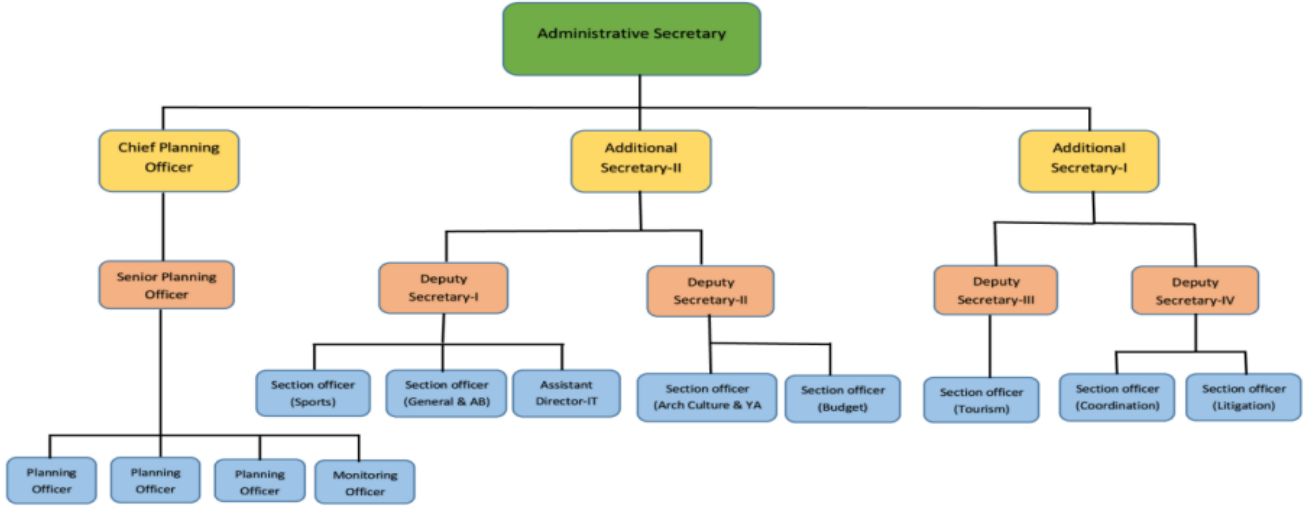 Administrative Secretary
Chief Planning
Officer
Additional
Secretary-II
Additional
Secretary-I
Senior Planning
Officer
Deputy
Secretary-I
Deputy
Secretary-II
Deputy
Secretary-III
Deputy
Secretary-IV
Section officer
(Sports)
Section officer
(General & AB)
Assistant
Director-IT
Section officer
(Arch Culture & YA
Section officer
(Budget)
Section officer
(Tourism)
Section officer
(Coordination)
Section officer
(Litigation)
Planning
Officer
Planning
Officer
Planning
Officer
Monitoring
Officer